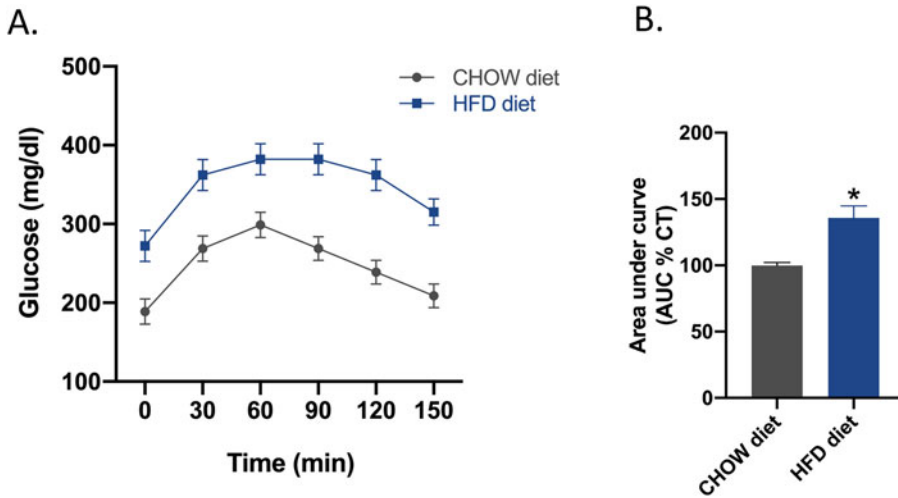 A.
Glucose (mg/dl)
500
400
300
200
100
0 30 60 90 120 150
Time (min)
CHOW diet
HFD diet
B.
Area under curve
(AUC % CT)
200
150
100
50
0
*
CHOW diet
HFD diet